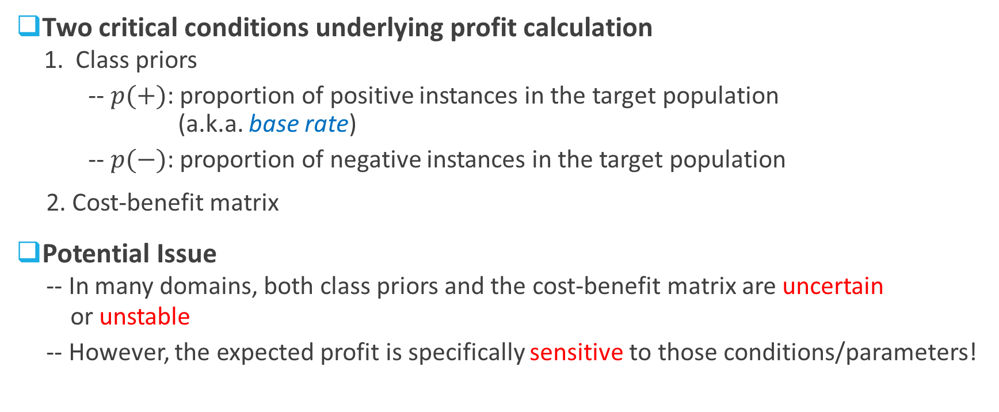 Two critical conditions underlying profit calculation
1. Class priors
-- p(+): proportion of positive instances in the target population
(a.k.a. base rate)
-- p(−): proportion of negative instances in the target population
2. Cost-benefit matrix
Potential Issue
-- In many domains, both class priors and the cost-benefit matrix are uncertain
or unstable
-- However, the expected profit is specifically sensitive to those conditions/parameters!